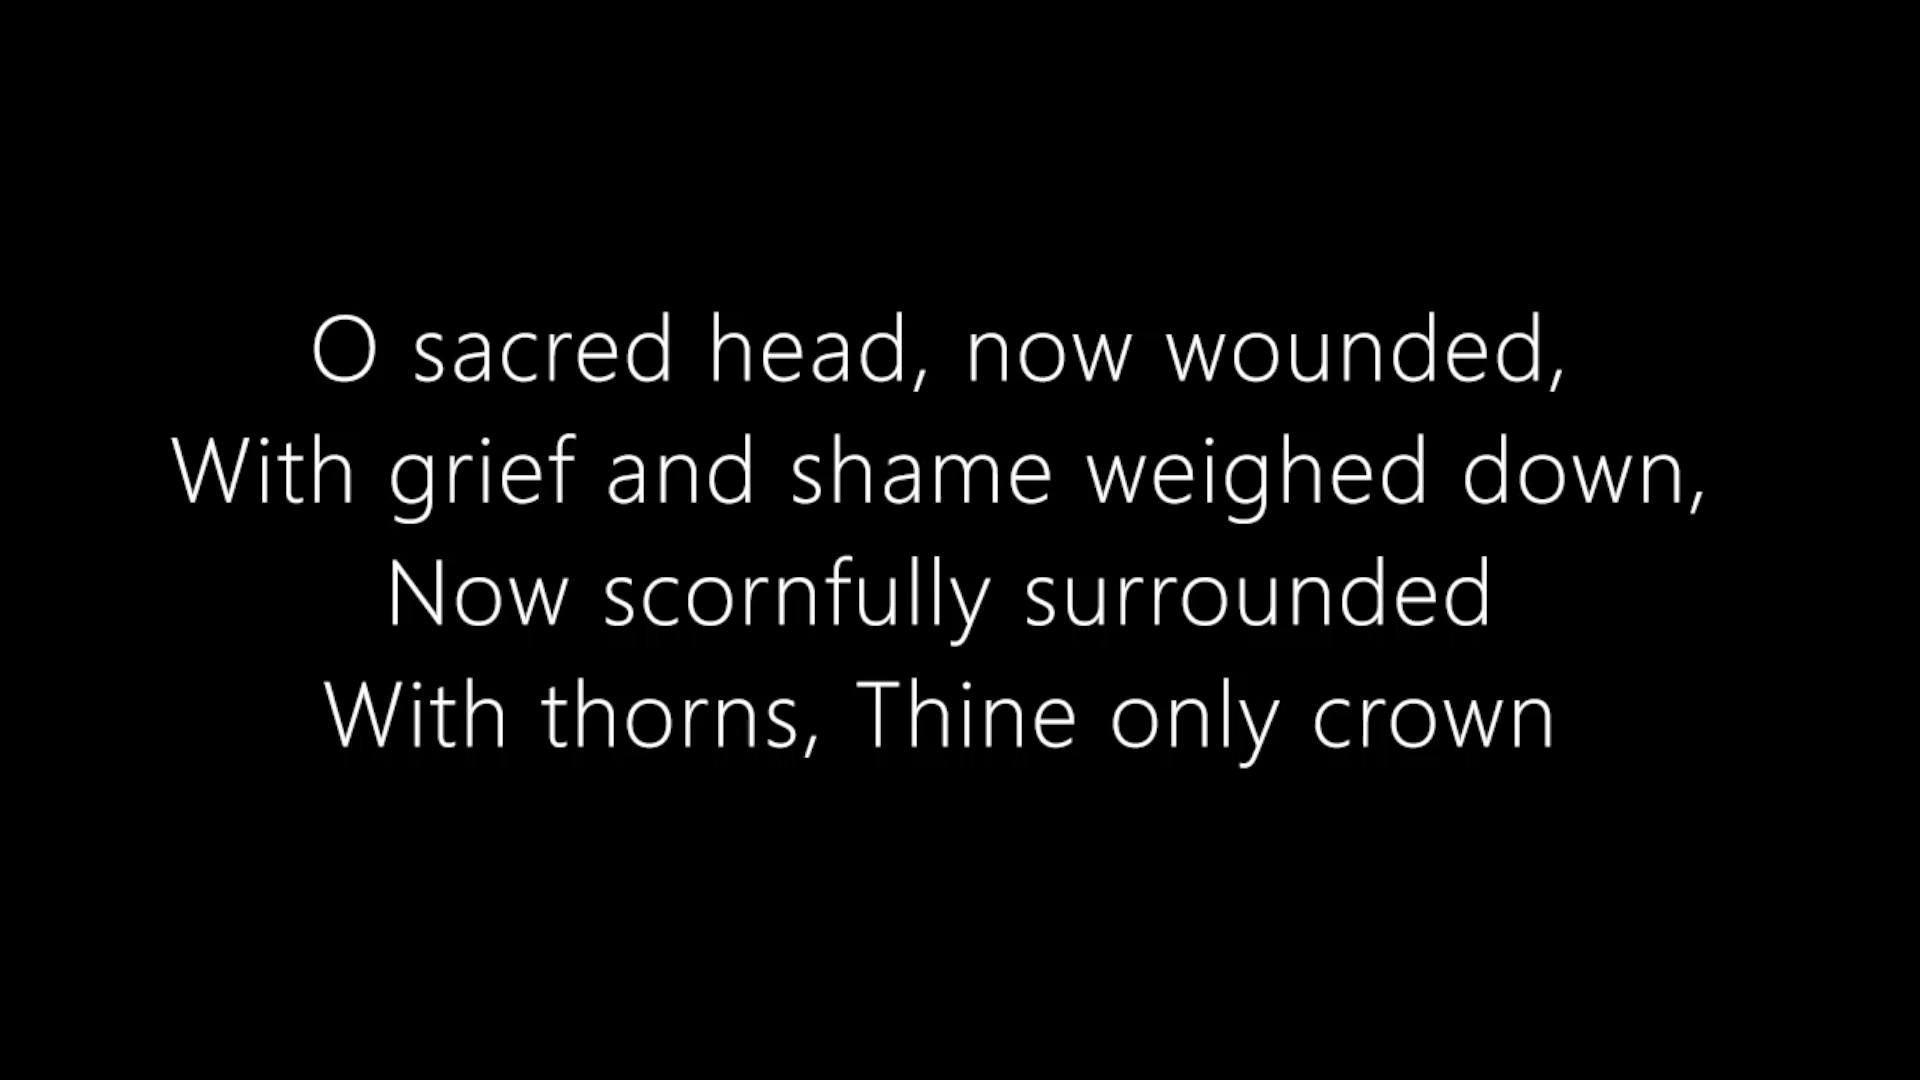 O sacred head, now wounded,
With grief and shame weighed down,
Now scornfully surrounded
With thorns, Thine only crown